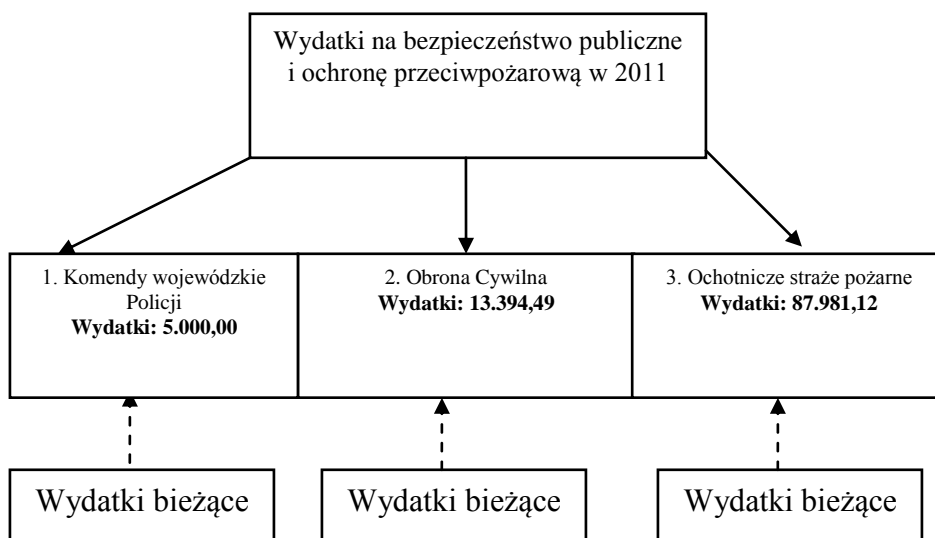 Wydatki na bezpieczeństwo publiczne
i ochronę przeciwpożarową w 2011
1. Komendy wojewódzkie
Policji
Wydatki: 5.000,00
2. Obrona Cywilna
Wydatki: 13.394,49
3. Ochotnicze straże pożarne
Wydatki: 87.981,12
Wydatki bieżące
Wydatki bieżące
Wydatki bieżące